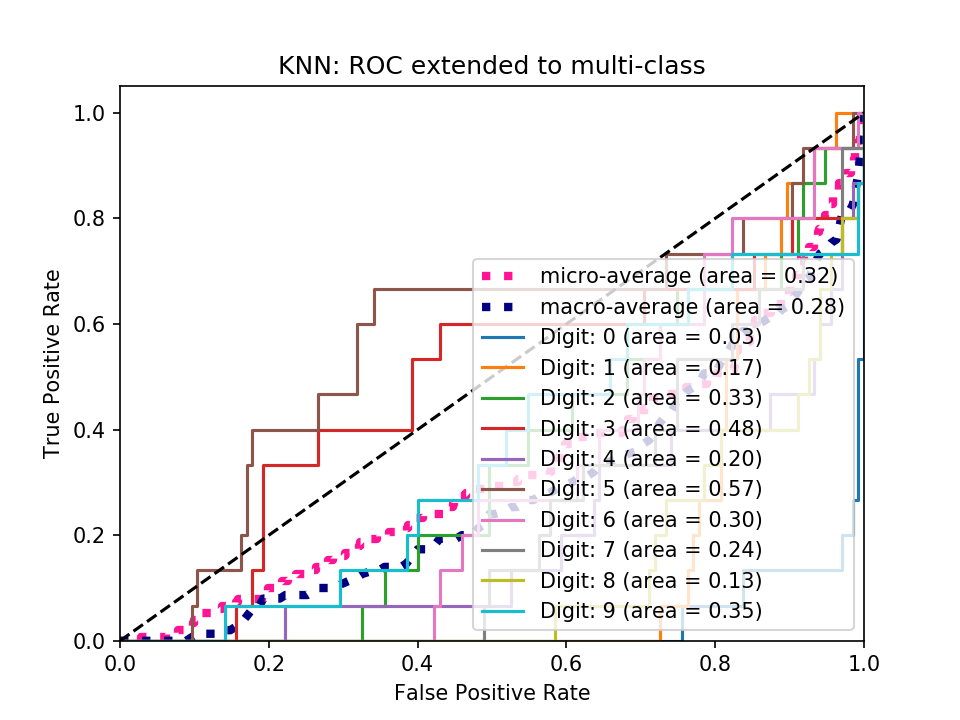 KNN: ROC extended to multi-class
True Positive Rate
1.0
0.8
0.6
0.4
0.2
0.0
micro-average (area = 0.32)
macro-average (area = 0.28)
Digit: 0 (area = 0.03)
Digit: 1 (area = 0.17)
Digit: 2 (area = 0.33)
Digit: 3 (area = 0.48)
Digit: 4 (area = 0.20)
Digit: 5 (area = 0.57)
Digit: 6 (area = 0.30)
Digit: 7 (area = 0.24)
Digit: 8 (area = 0.13)
Digit: 9 (area = 0.35)
0.0 0.2 0.4 0.6 0.8 1.0
False Positive Rate